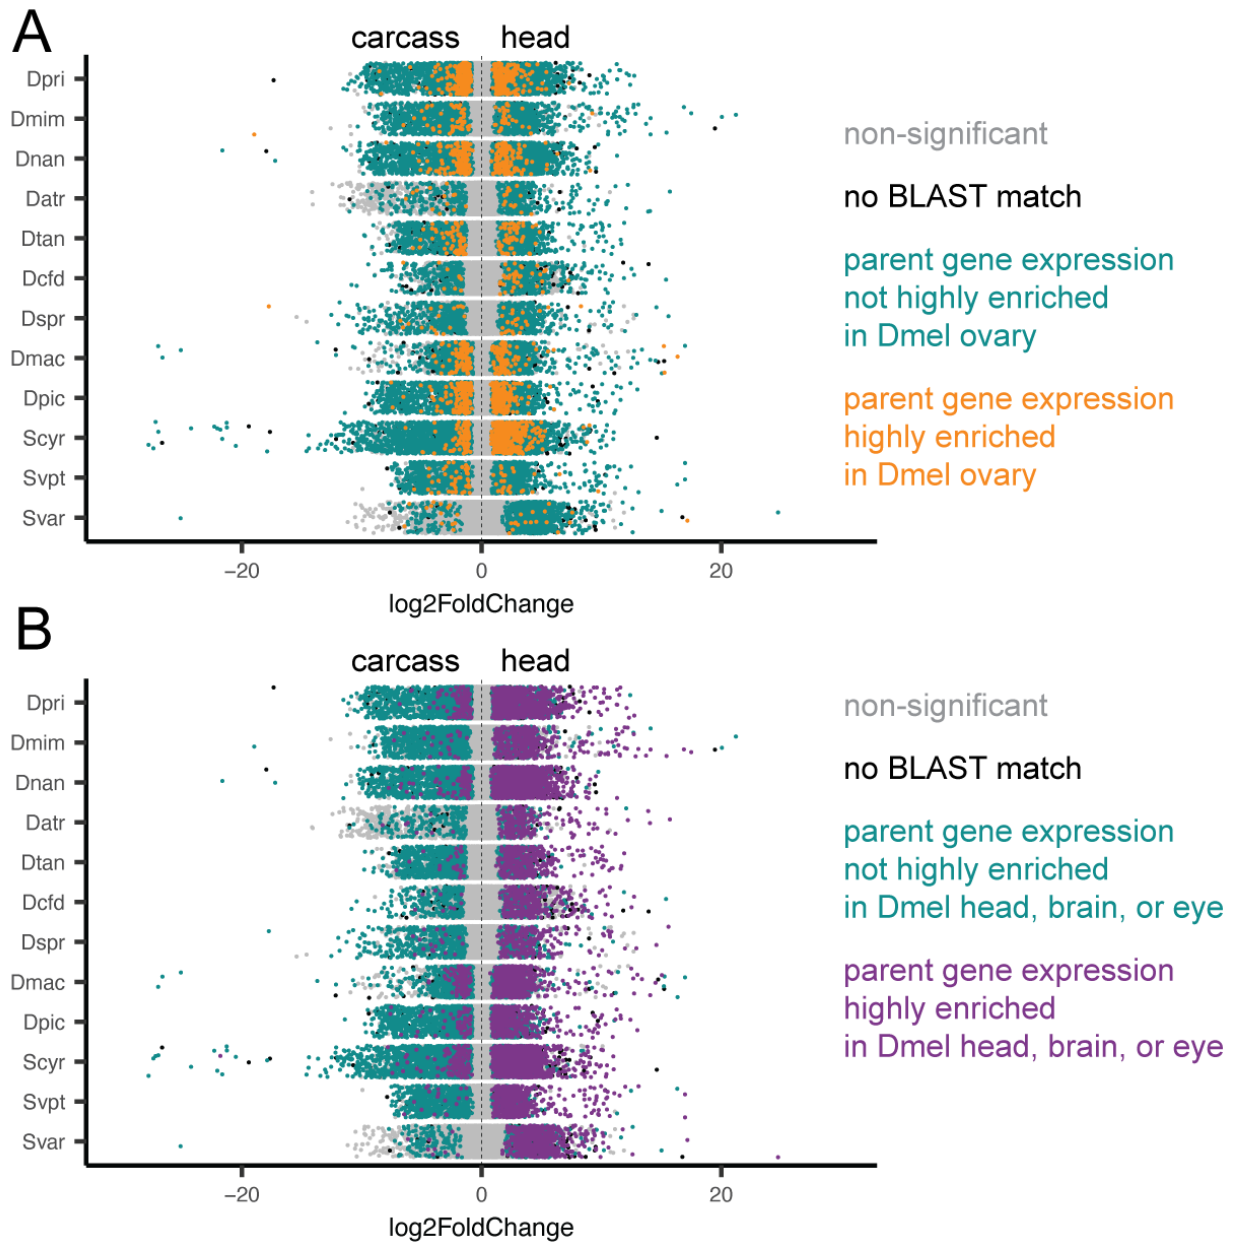 A
carcass head
Dpri
Dmim
Dnan
Datr
Dtan
Dcfd
Dspr
Dmac
Dpic
Scyr
Svpt
Svar
−20 0 20
log2FoldChange
non-significant
no BLAST match
parent gene expression
not highly enriched
in Dmel ovary
parent gene expression
highly enriched
in Dmel ovary
B
carcass head
Dpri
Dmim
Dnan
Datr
Dtan
Dcfd
Dspr
Dmac
Dpic
Scyr
Svpt
Svar
−20 0 20
log2FoldChange
non-significant
no BLAST match
parent gene expression
not highly enriched
in Dmel head, brain, or eye
parent gene expression
highly enriched
in Dmel head, brain, or eye